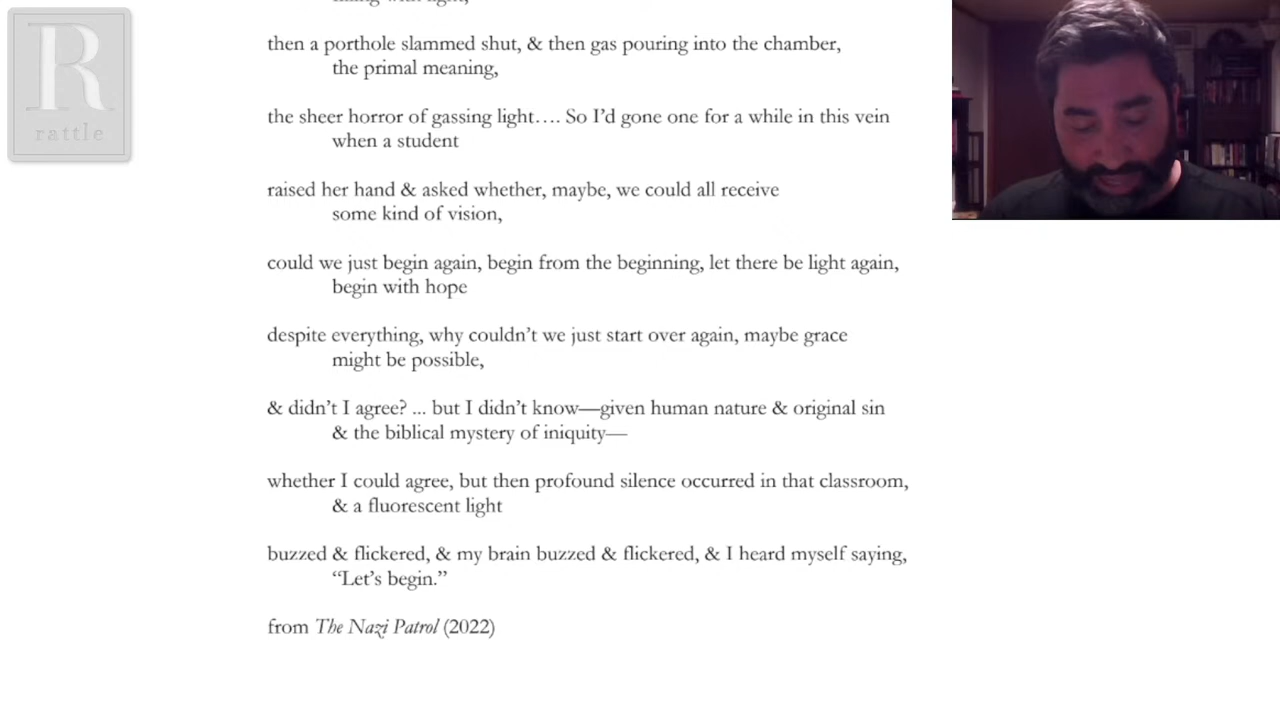 R
rattle
then a porthole slammed shut, & then gas pouring into the chamber,
the primal meaning,
the sheer horror of gassing light…. So I’d gone one for a while in this vein
when a student
raised her hand & asked whether, maybe, we could all receive
some kind of vision,
could we just begin again, begin from the beginning, let there be light again,
begin with hope
despite everything, why couldn’t we just start over again, maybe grace
might be possible,
& didn’t I agree? ... but I didn’t know—given human nature & original sin
& the biblical mystery of iniquity—
whether I could agree, but then profound silence occurred in that classroom,
& a fluorescent light
buzzed & flickered, & my brain buzzed & flickered, & I heard myself saying,
“Let’s begin.”
from The Nazi Patrol (2022)